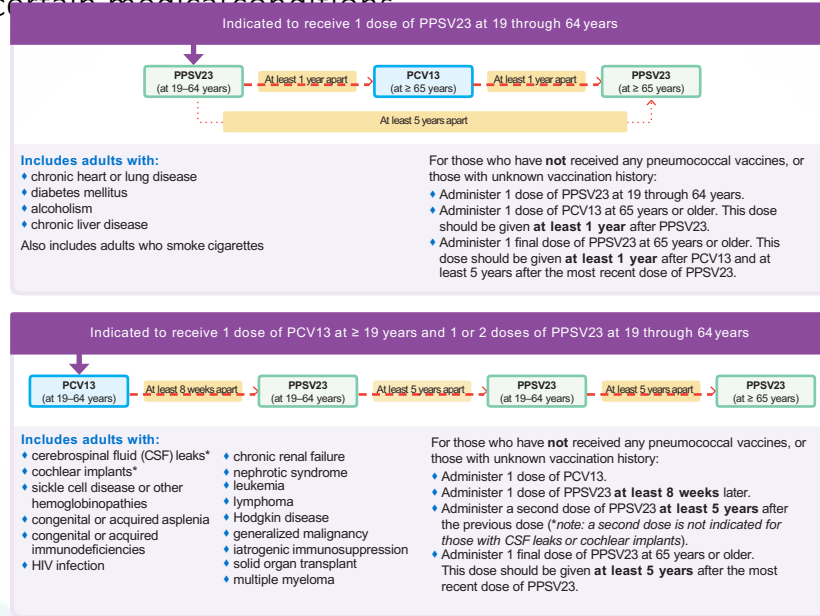 certain medical conditions
Indicated to receive 1 dose of PPSV23 at 19 through 64 years
PPSV23
(at 19–64 years)
At least 1 year apart
PCV13
(at ≥ 65 years)
At least 1 year apart
PPSV23
(at ≥ 65 years)
At least 5 years apart
Includes adults with:
♦ chronic heart or lung disease
♦ diabetes mellitus
♦ alcoholism
♦ chronic liver disease
Also includes adults who smoke cigarettes
For those who have not received any pneumococcal vaccines, or
those with unknown vaccination history:
♦ Administer 1 dose of PPSV23 at 19 through 64 years.
♦ Administer 1 dose of PCV13 at 65 years or older. This dose
should be given at least 1 year after PPSV23.
♦ Administer 1 final dose of PPSV23 at 65 years or older. This
dose should be given at least 1 year after PCV13 and at
least 5 years after the most recent dose of PPSV23.
Indicated to receive 1 dose of PCV13 at ≥ 19 years and 1 or 2 doses of PPSV23 at 19 through 64 years
PCV13
(at 19–64 years)
At least 8 weeks apart
PPSV23
(at 19–64 years)
At least 5 years apart
PPSV23
(at 19–64 years)
At least 5 years apart
PPSV23
(at ≥ 65 years)
Includes adults with:
♦ cerebrospinal fluid (CSF) leaks*
♦ cochlear implants*
♦ sickle cell disease or other
hemoglobinopathies
♦ congenital or acquired asplenia
♦ congenital or acquired
immunodeficiencies
♦ HIV infection
♦ chronic renal failure
♦ nephrotic syndrome
♦ leukemia
♦ lymphoma
♦ Hodgkin disease
♦ generalized malignancy
♦ iatrogenic immunosuppression
♦ solid organ transplant
♦ multiple myeloma
For those who have not received any pneumococcal vaccines, or
those with unknown vaccination history:
♦ Administer 1 dose of PCV13.
♦ Administer 1 dose of PPSV23 at least 8 weeks later.
♦ Administer a second dose of PPSV23 at least 5 years after
the previous dose (*note: a second dose is not indicated for
those with CSF leaks or cochlear implants).
♦ Administer 1 final dose of PPSV23 at 65 years or older.
This dose should be given at least 5 years after the most
recent dose of PPSV23.